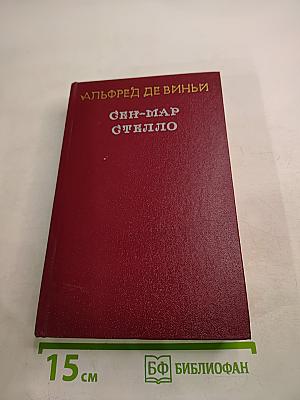 АЛЬФРЕД ДЕ ВИНЬИ
СЕН-МАР
СТЕЛЛО
15 см
БФ БИБЛИОФАН